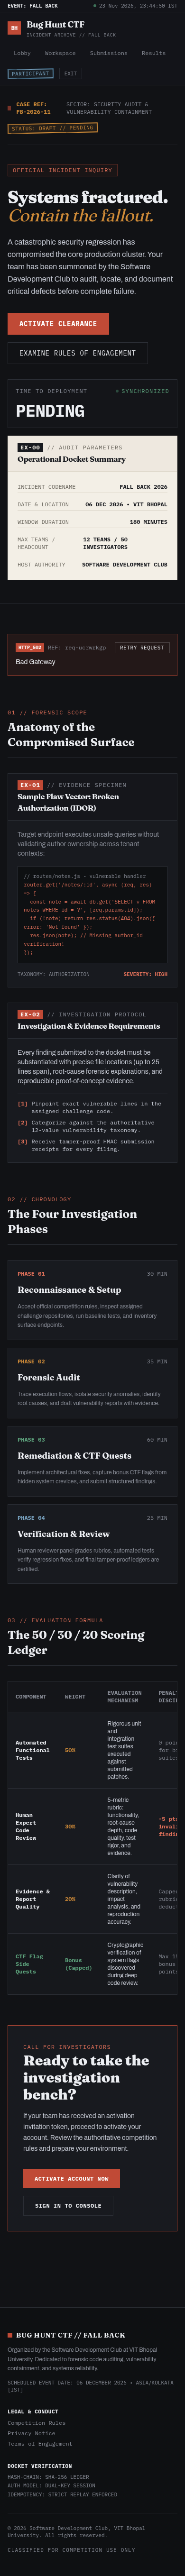 EVENT: FALL BACK
23 Nov 2026, 23:44:50 IST
BH
Bug Hunt CTF
INCIDENT ARCHIVE // FALL BACK
Lobby Workspace Submissions Results
PARTICIPANT EXIT
CASE REF: FB-2026-11
SECTOR: SECURITY AUDIT & VULNERABILITY CONTAINMENT
STATUS: DRAFT // PENDING
OFFICIAL INCIDENT INQUIRY
Systems fractured.
Contain the fallout.
A catastrophic security regression has
compromised the core production cluster. Your
team has been summoned by the Software
Development Club to audit, locate, and document
critical defects before systemic failure.
ACTIVATE CLEARANCE
EXAMINE RULES OF ENGAGEMENT
TIME TO DEPLOYMENT
SYNCHRONIZED
PENDING
EX-00 // AUDIT PARAMETERS
Operational Docket Summary
INCIDENT CODENAME FALL BACK 2026
DATE & LOCATION 06 DEC 2026 • VIT BHOPAL
WINDOW DURATION 180 MINUTES
MAX TEAMS / HEADCOUNT 12 TEAMS / 50 INVESTIGATORS
HOST AUTHORITY SOFTWARE DEVELOPMENT CLUB
HTTP_502 REF: req-ucxwrkgp
RETRY REQUEST
Bad Gateway
01 // FORENSIC SCOPE
Anatomy of the
Compromised Surface
EX-01 // EVIDENCE SPECIMEN
Sample Flaw Vector: Broken
Authorization (IDOR)
Target endpoint executes unsafe queries without
validating author ownership across tenant
contexts:
// routes/notes.js - vulnerable handler
router.get('/notes/:id', async (req, res)
=> {
const note = await db.get('SELECT * FROM
notes WHERE id = ?', [req.params.id]);
if (!note) return res.status(404).json({
error: 'Not found' });
res.json(note); // Missing author_id
verification!
});
TAXONOMY: AUTHORIZATION
SEVERITY: HIGH
EX-02 // INVESTIGATION PROTOCOL
Investigation & Evidence Requirements
Every finding submitted to the docket must be
substantiated with precise file locations (up to 25
lines span), root-cause forensic explanations, and
reproducible proof-of-concept evidence.
[1] Pinpoint exact vulnerable lines in the
assigned challenge code.
[2] Categorize against the authoritative
12-value vulnerability taxonomy.
[3] Receive tamper-proof HMAC submission
receipts for every filing.
02 // CHRONOLOGY
The Four Investigation
Phases
PHASE 01 30 MIN
Reconnaissance & Setup
Accept official competition rules, inspect assigned
challenge repositories, run baseline tests, and inventory
endpoints.
PHASE 02 35 MIN
Forensic Audit
Trace execution flows, isolate security anomalies, identify
root causes, and draft vulnerability reports with evidence.
PHASE 03 60 MIN
Remediation & CTF Quests
Implement architectural fixes, capture bonus CTF flags from
hidden system crevices, and submit structured findings.
PHASE 04 25 MIN
Verification & Review
Human reviewer panel grades rubrics, automated tests
verify regression fixes, and final tamper-proof ledgers are
certified.
03 // EVALUATION FORMULA
The 50 / 30 / 20 Scoring
Ledger
COMPONENT WEIGHT EVALUATION MECHANISM
Automated Functional Tests 50% Rigorous unit and integration test suites executed against submitted patches.
Human Expert Code Review 30% 5-metric rubric: functionality, root-cause depth, code quality, test rigor, and evidence.
Evidence & Report Quality 20% Clarity of vulnerability description, impact analysis, and reproduction accuracy.
CTF Flag Side Quests Bonus (Capped) Cryptographic verification of system flags discovered during deep code review.
CALL FOR INVESTIGATORS
Ready to take the
investigation
bench?
If your team has received an activation
invitation token, proceed to activate your
account. Review the authoritative competition
rules and prepare your environment.
ACTIVATE ACCOUNT NOW
SIGN IN TO CONSOLE
BUG HUNT CTF // FALL BACK
Organized by the Software Development Club at VIT Bhopal
University. Dedicated to forensic code auditing, vulnerability
containment, and systems reliability.
SCHEDULED EVENT DATE: 06 DECEMBER 2026 • ASIA/KOLKATA
(IST)
LEGAL & CONDUCT
Competition Rules
Privacy Notice
Terms of Engagement
DOCKET VERIFICATION
HASH-CHAIN: SHA-256 LEDGER
AUTH MODEL: DUAL-KEY SESSION
IDEMPOTENCY: STRICT REPLAY ENFORCED
© 2026 Software Development Club, VIT Bhopal
University. All rights reserved.
CLASSIFIED FOR COMPETITION USE ONLY